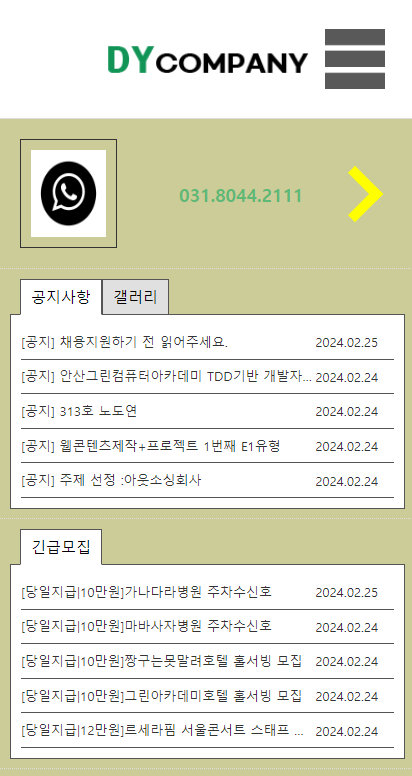 DYCOMPANY
031.8044.2111
공지사항 갤러리
[공지] 채용지원하기 전 읽어주세요. 2024.02.25
[공지] 안산그린컴퓨터아카데미 TDD기반 개발자... 2024.02.24
[공지] 313호 노도연 2024.02.24
[공지] 웹콘텐츠제작+프로젝트 1번째 E1유형 2024.02.24
[공지] 주제 선정 :아웃소싱회사 2024.02.24
긴급모집
[당일지급|10만원]가나다라병원 주차수신호 2024.02.25
[당일지급|10만원]마바사자병원 주차수신호 2024.02.24
[당일지급|10만원]짱구는못말려호텔 홀서빙 모집 2024.02.24
[당일지급|10만원]그린아카데미호텔 홀서빙 모집 2024.02.24
[당일지급|12만원]르세라핌 서울콘서트 스태프 ... 2024.02.24